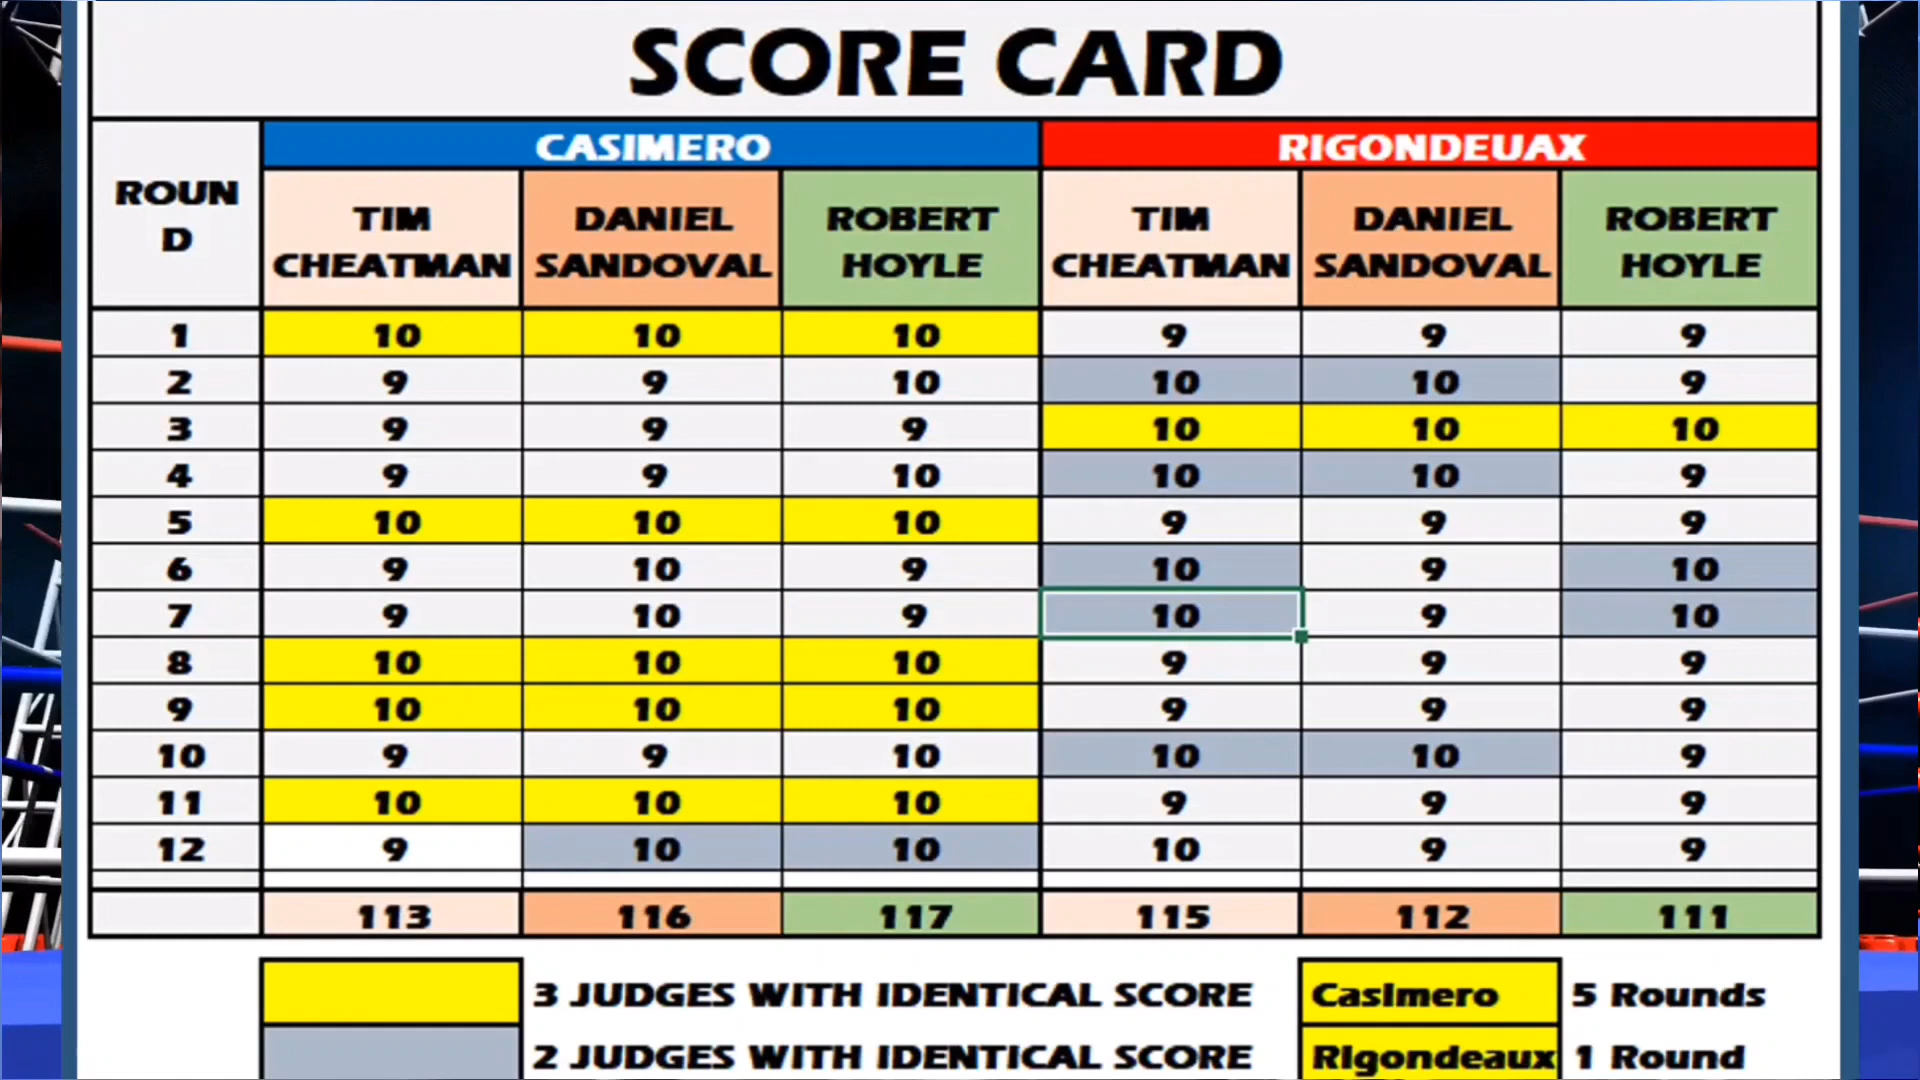 SCORE CARD
CASIMERO RIGONDEUAX
ROUN
D
TIM
CHEATMAN
DANIEL
SANDOVAL
ROBERT
HOYLE
TIM
CHEATMAN
DANIEL
SANDOVAL
ROBERT
HOYLE
1 10 10 10 9 9 9
2 9 9 10 10 10 9
3 9 9 9 10 10 10
4 9 9 10 10 10 9
5 10 10 10 9 9 9
6 9 10 9 10 9 10
7 9 10 9 10 9 10
8 10 10 10 9 9 9
9 10 10 10 9 9 9
10 9 9 10 10 10 9
11 10 10 10 9 9 9
12 9 10 10 10 9 9
113 116 117 115 112 111
3 JUDGES WITH IDENTICAL SCORE Casimero 5 Rounds
2 JUDGES WITH IDENTICAL SCORE Rigondeaux 1 Round